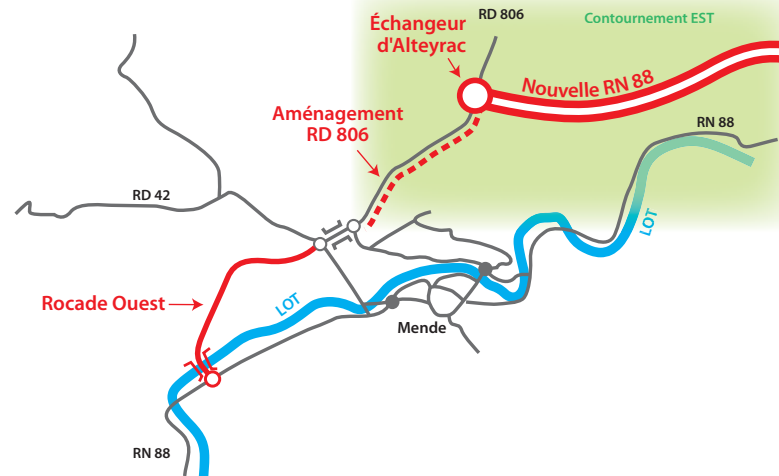 RD 806
Contournement EST
Échangeur
d'Alteyrac
Nouvelle RN 88
Aménagement
RD 806
RN 88
RD 42
LOT
Rocade Ouest
LOT
Mende
RN 88